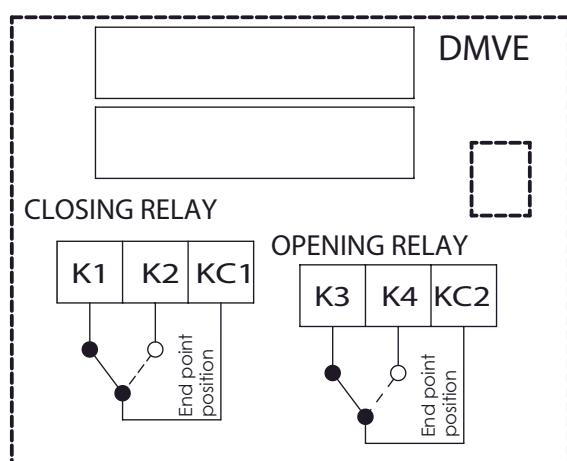 DMVE
CLOSING RELAY
K1 K2 KC1
End point
position
OPENING RELAY
K3 K4 KC2
End point
position